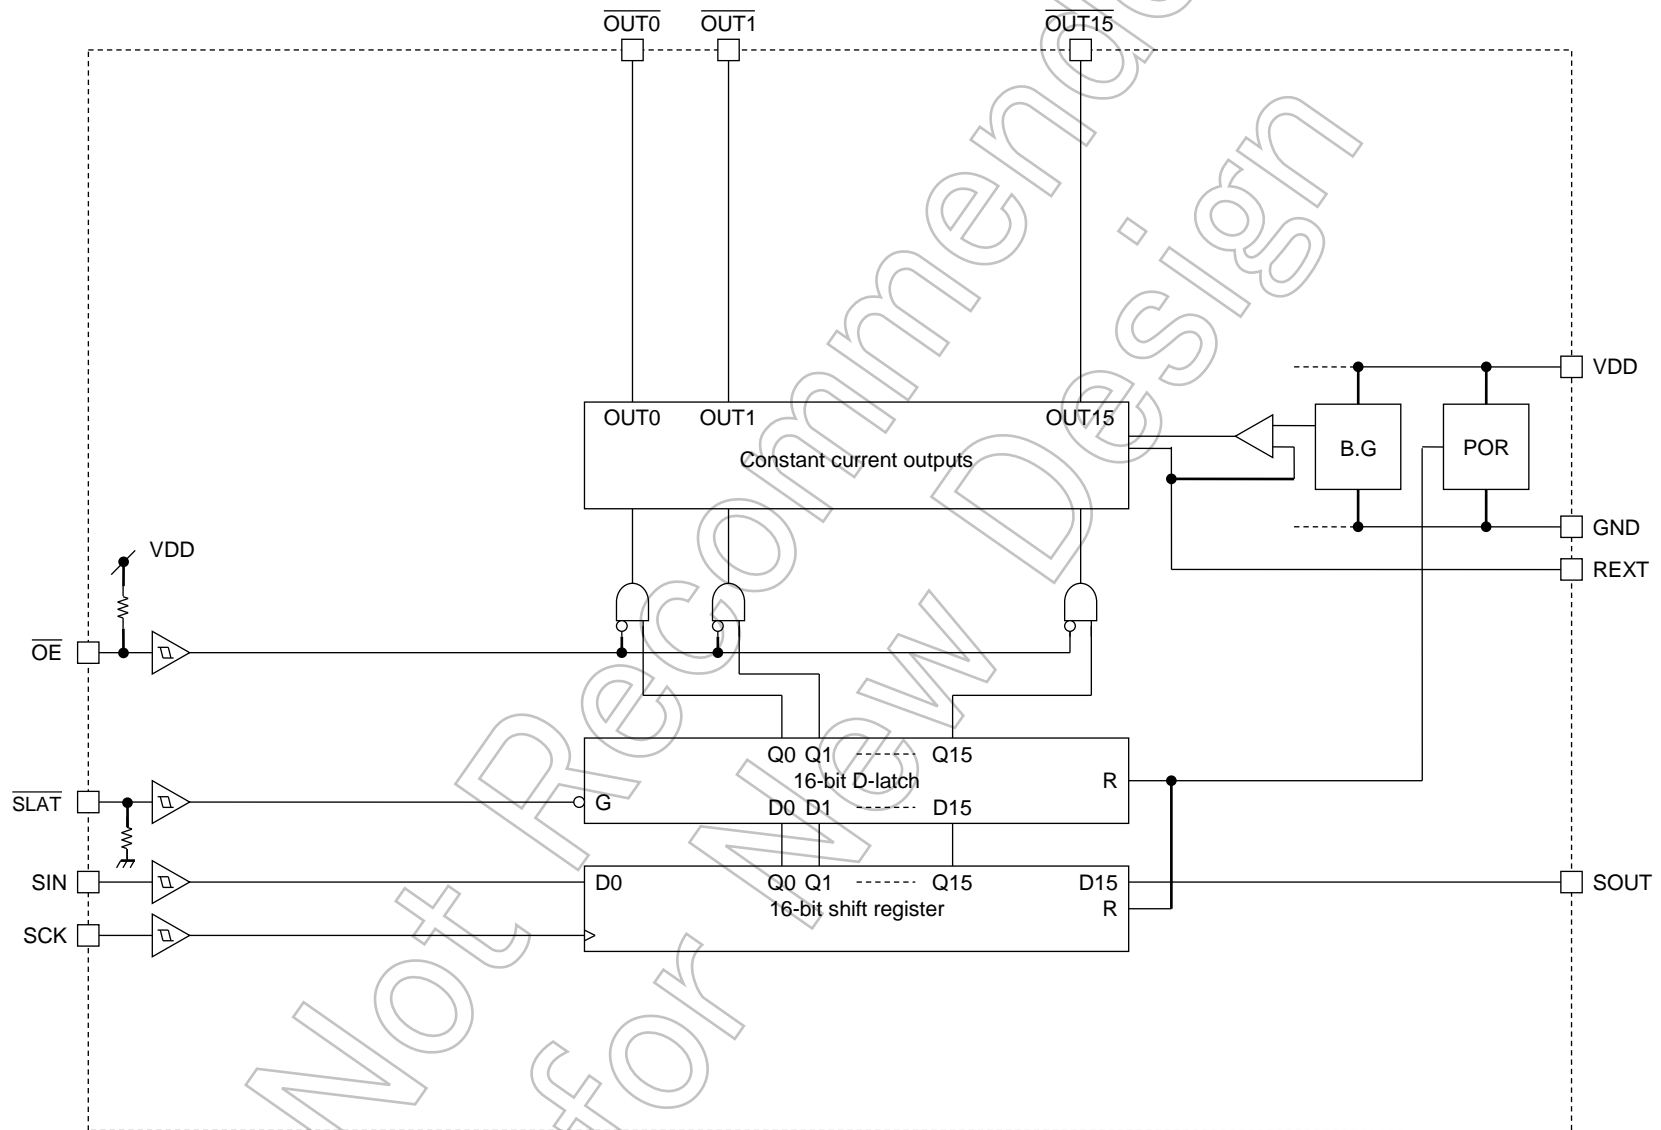 OUT0 OUT1 OUT15
VDD
OUT0 OUT1 OUT15
B.G POR
Constant current outputs
GND
VDD
REXT
OE
Q0 Q1 Q15
16-bit D-latch R
SLAT G
D0 D1 D15
SIN D0 Q0 Q1 Q15 D15 SOUT
16-bit shift register R
SCK
Not Recommende
for New Design